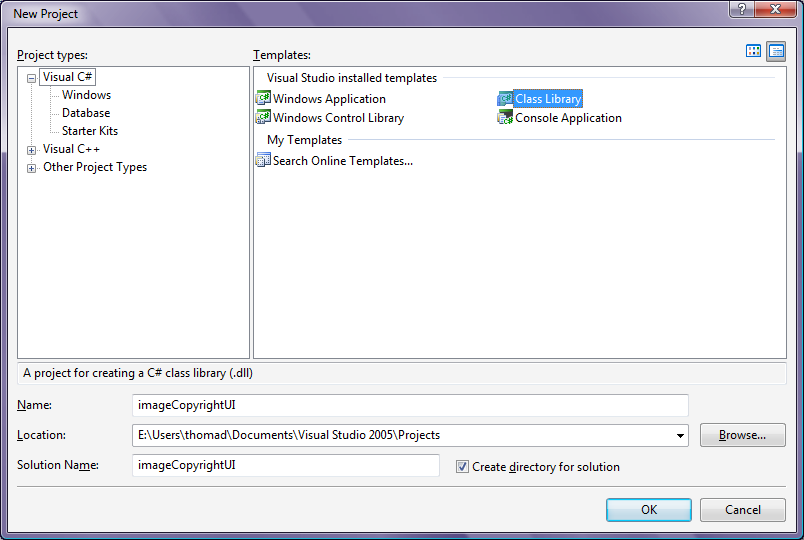 New Project
Project types:
Templates:
Visual C#
Windows
Database
Starter Kits
Visual C++
Other Project Types
Visual Studio installed templates
Windows Application
Class Library
Windows Control Library
Console Application
My Templates
Search Online Templates...
A project for creating a C# class library (.dll)
Name:
imageCopyrightUI
Location:
E:\Users\thomad\Documents\Visual Studio 2005\Projects
Browse...
Solution Name:
imageCopyrightUI
Create directory for solution
OK
Cancel